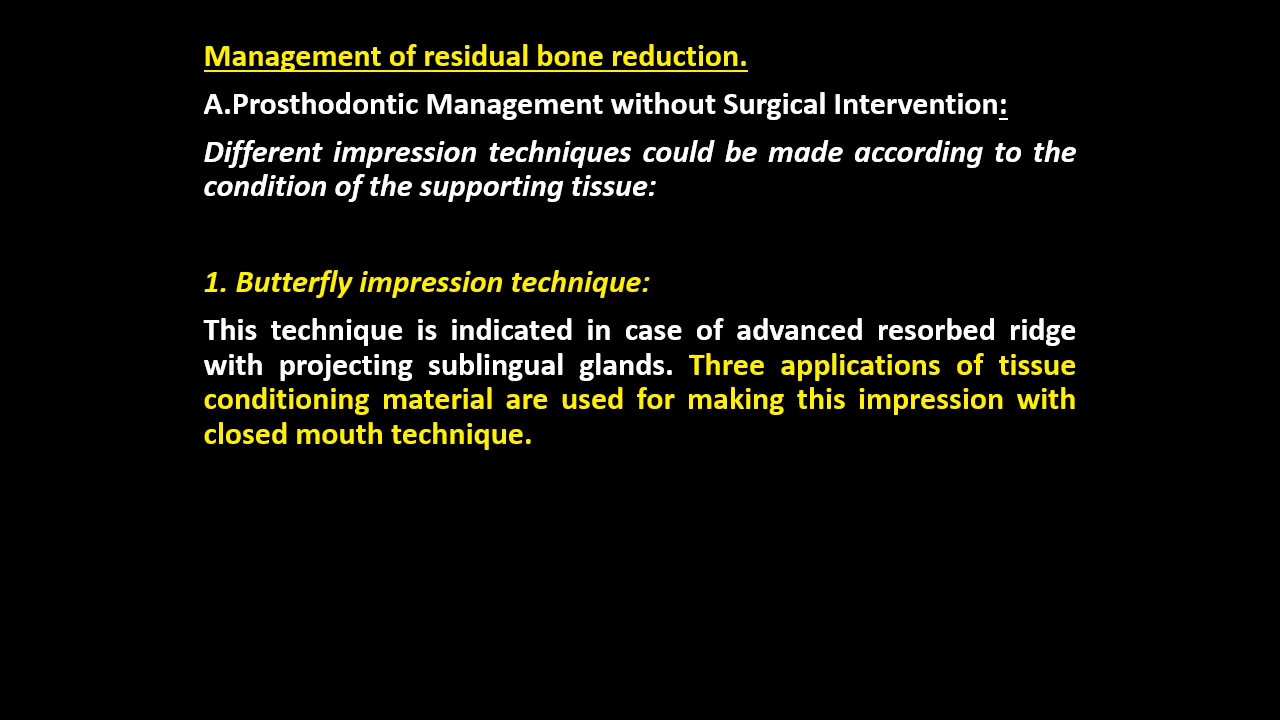 Management of residual bone reduction.
A.Prosthodontic Management without Surgical Intervention:
Different impression techniques could be made according to the
condition of the supporting tissue:
1. Butterfly impression technique:
This technique is indicated in case of advanced resorbed ridge
with projecting sublingual glands. Three applications of tissue
conditioning material are used for making this impression with
closed mouth technique.